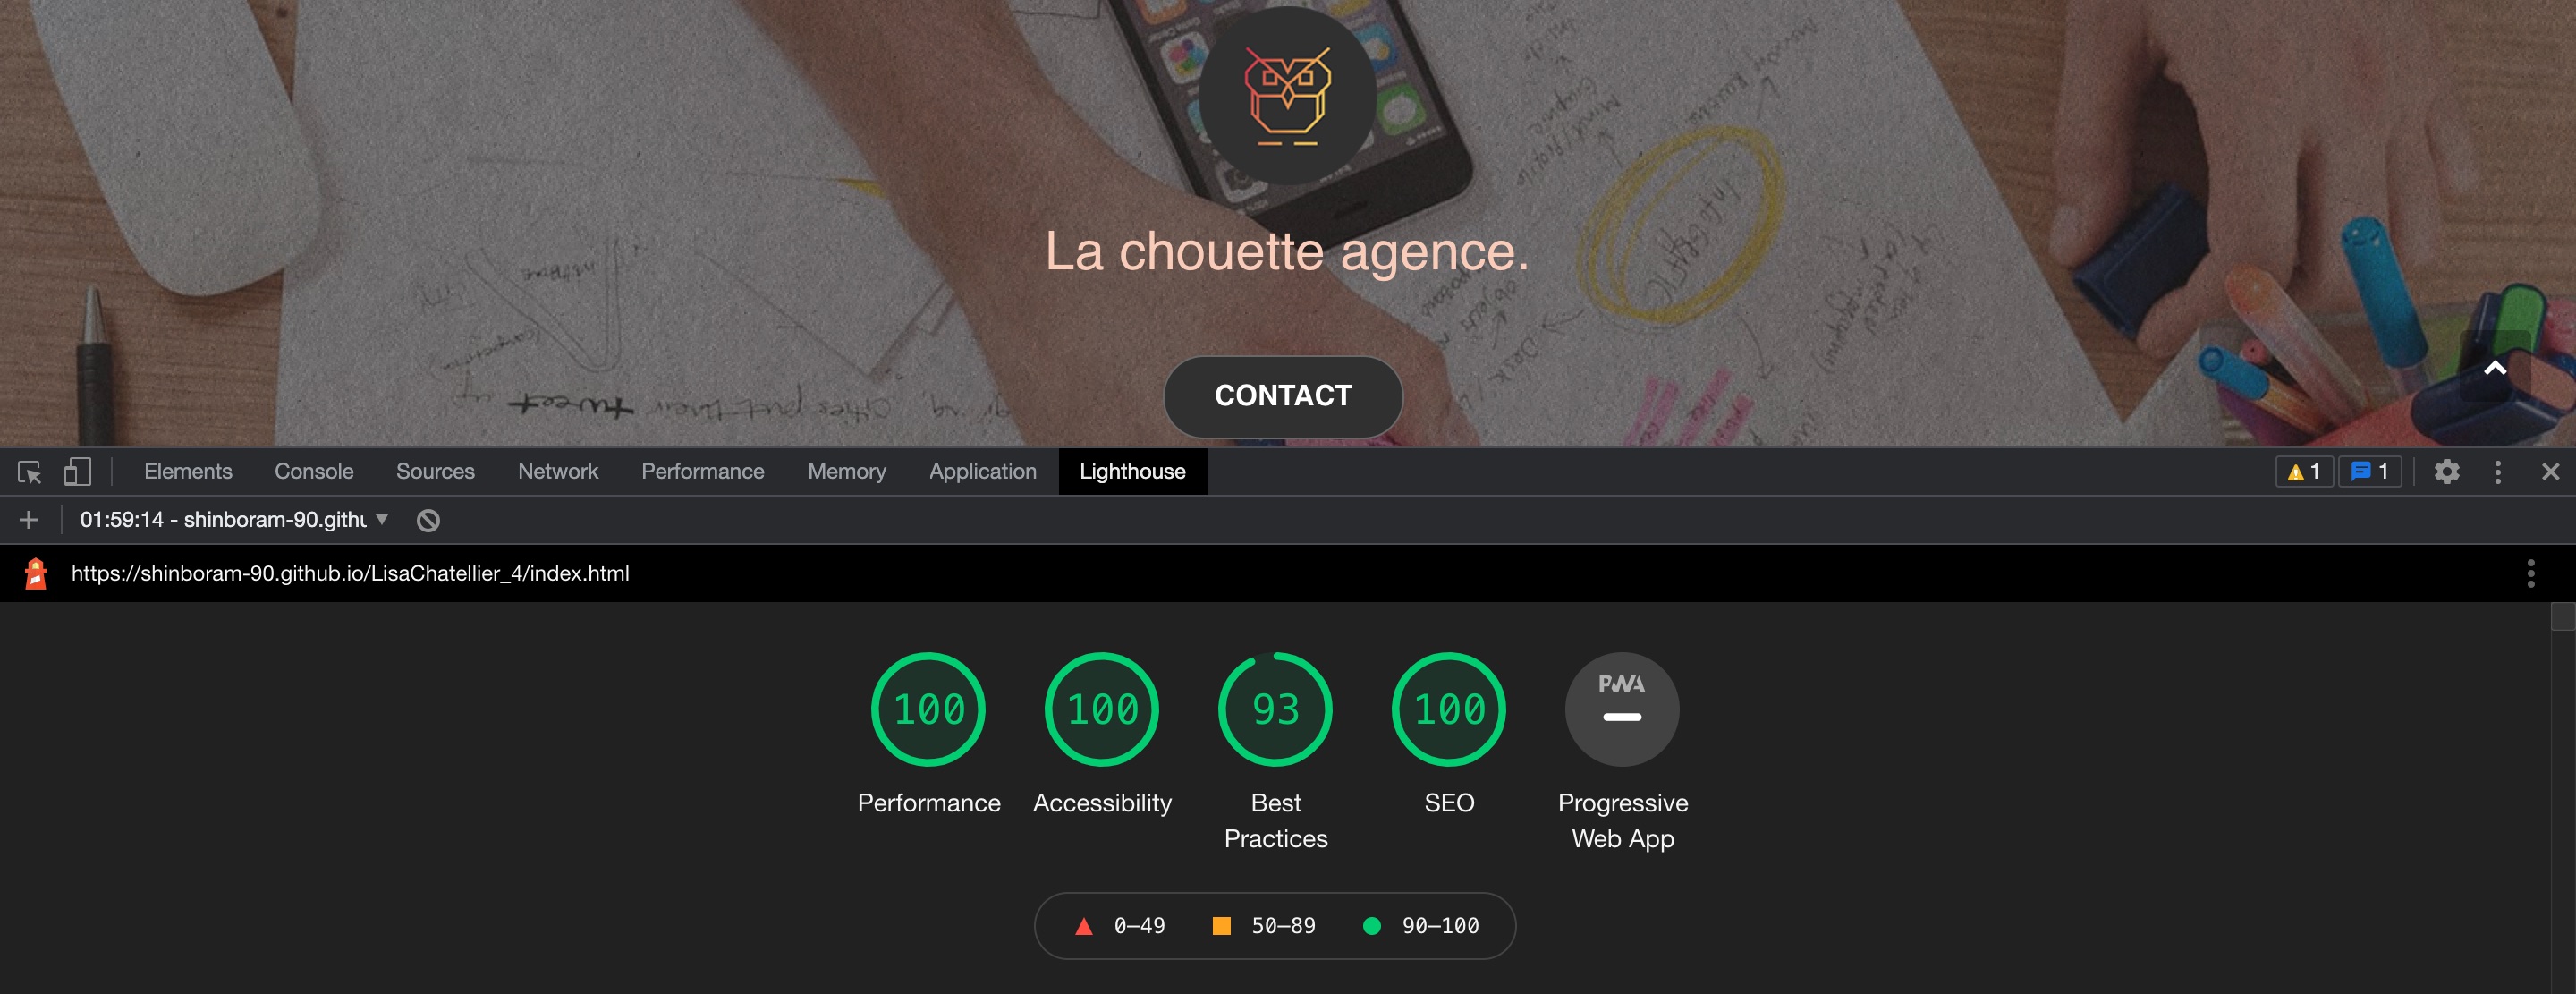 La chouette agence.
CONTACT
Elements Console Sources Network Performance Memory Application Lighthouse 1 1
01:59:14 - shinboram-90.githu
https://shinboram-90.github.io/LisaChatellier_4/index.html
100 100 93 100 PWA
Performance Accessibility Best Practices SEO Progressive Web App
0–49 50–89 90–100